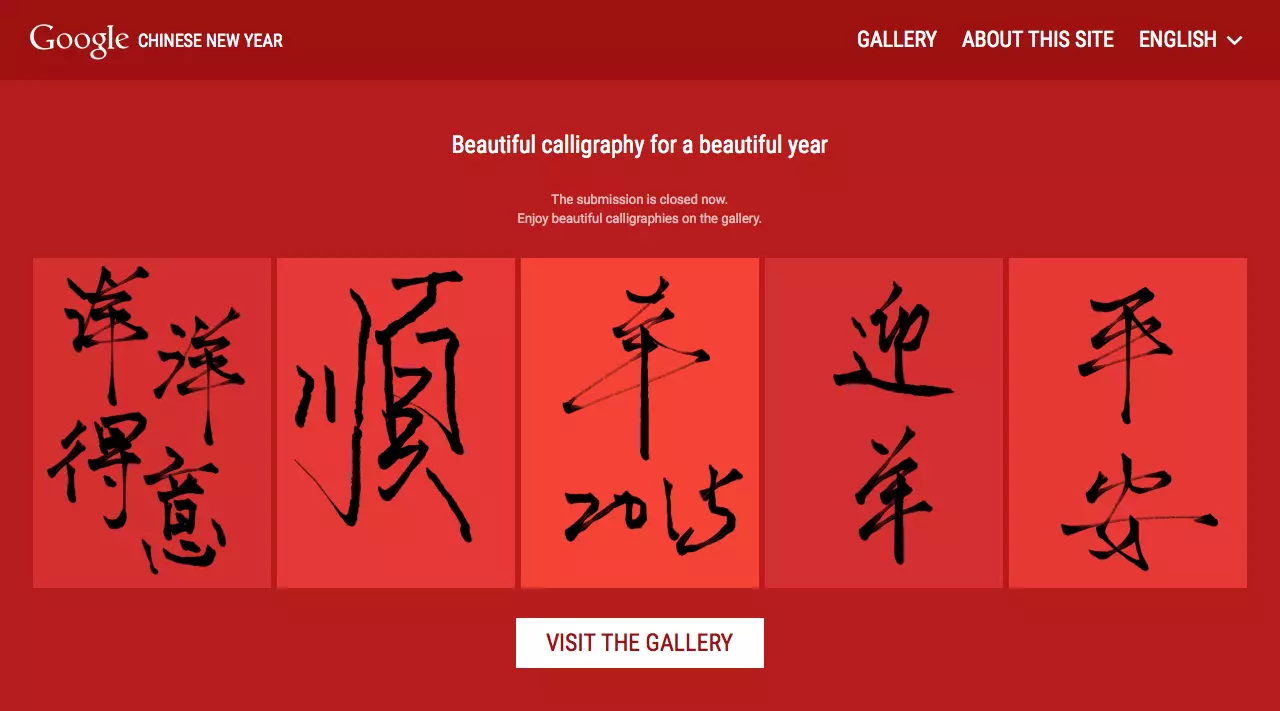 Google CHINESE NEW YEAR
GALLERY
ABOUT THIS SITE
ENGLISH
Beautiful calligraphy for a beautiful year
The submission is closed now.
Enjoy beautiful calligraphies on the gallery.
洋洋
得意
順
羊
2015
迎
羊
平
安
VISIT THE GALLERY